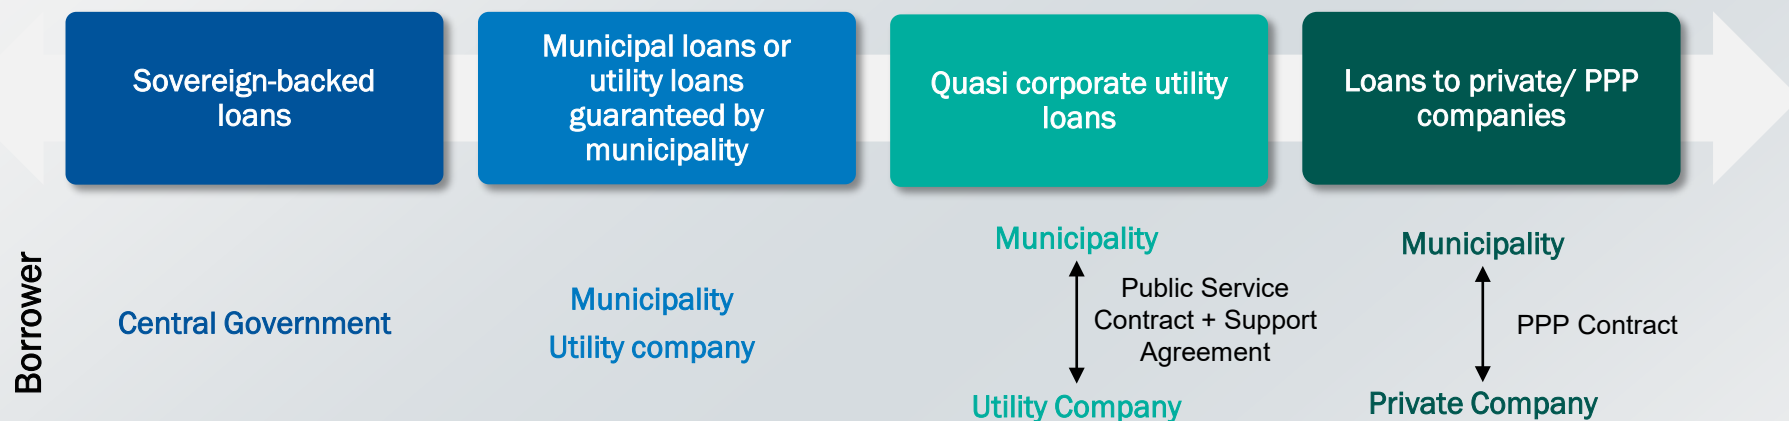 Sovereign-backed
loans
Municipal loans or
utility loans
guaranteed by
municipality
Quasi corporate utility
loans
Loans to private/ PPP
companies
Borrower
Central Government
Municipality
Utility company
Municipality
Public Service
Contract + Support
Agreement
Utility Company
Municipality
PPP Contract
Private Company